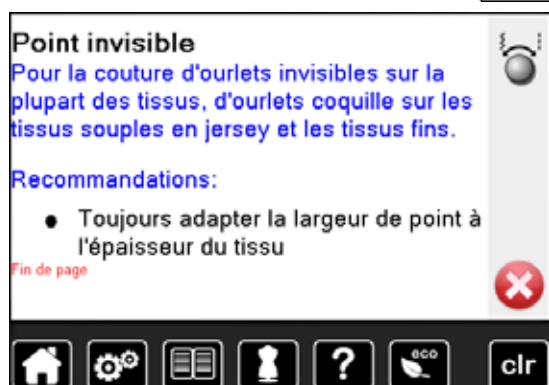 Point invisible
Pour la couture d'ourlets invisibles sur la
plupart des tissus, d'ourlets coquille sur les
tissus souples en jersey et les tissus fins.
Recommandations:
● Toujours adapter la largeur de point à
l'épaisseur du tissu
Fin de page
?
eco
clr